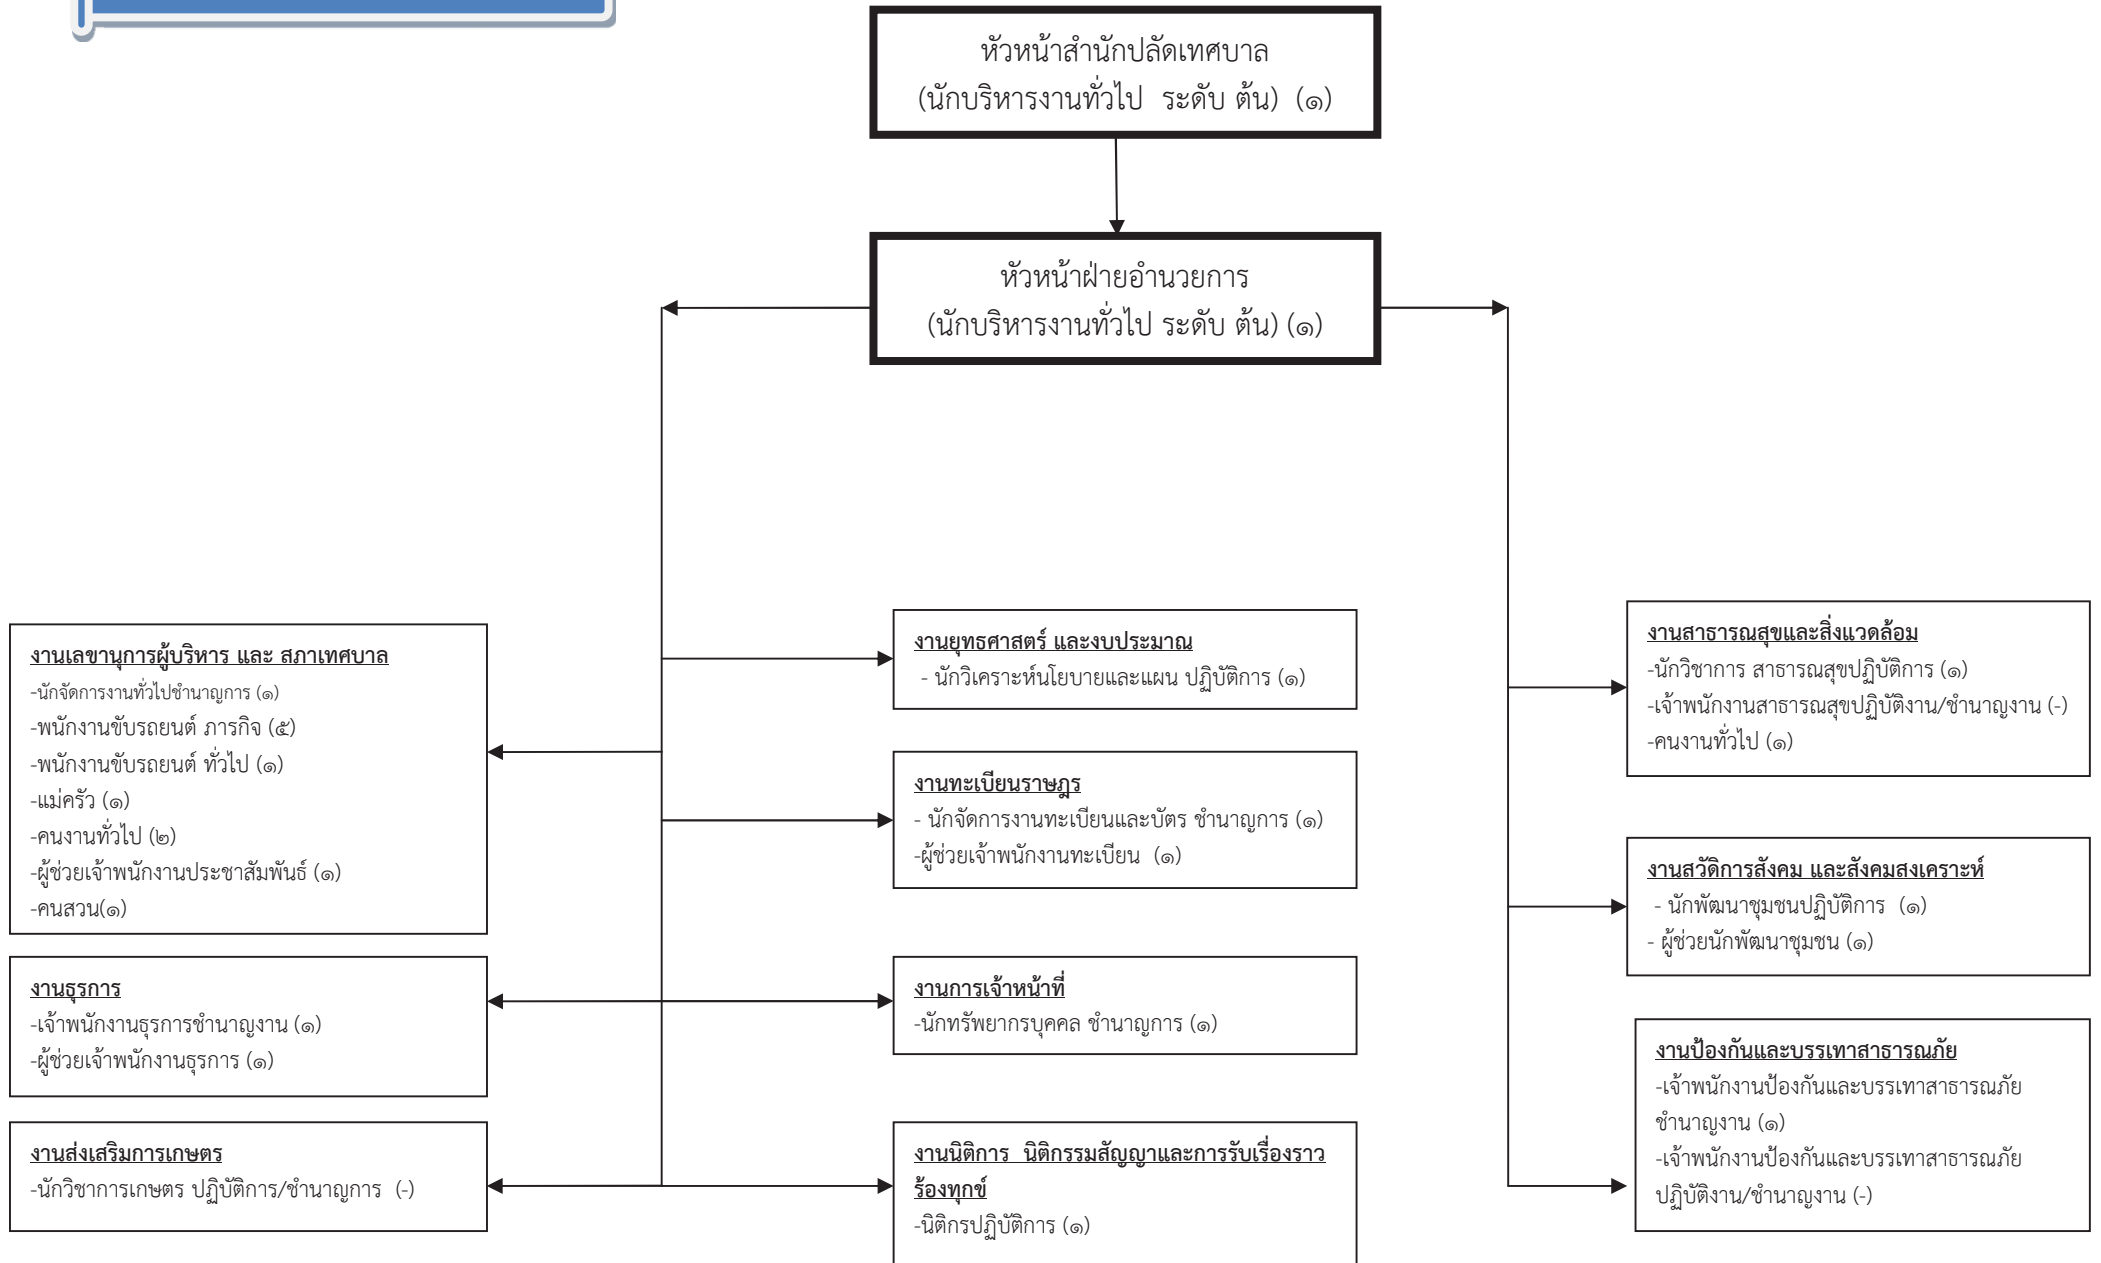 หัวหน้าสำนักปลัดเทศบาล
(นักบริหารงานทั่วไป ระดับ ต้น) (๑)
หัวหน้าฝ่ายอำนวยการ
(นักบริหารงานทั่วไป ระดับ ต้น) (๑)
งานเลขานุการผู้บริหาร และ สภาเทศบาล
-นักจัดการงานทั่วไปชำนาญการ (๑)
-พนักงานขับรถยนต์ ภารกิจ (๕)
-พนักงานขับรถยนต์ ทั่วไป (๑)
-แม่ครัว (๑)
-คนงานทั่วไป (๒)
-ผู้ช่วยเจ้าพนักงานประชาสัมพันธ์ (๑)
-คนสวน(๑)
งานธุรการ
-เจ้าพนักงานธุรการชำนาญงาน (๑)
-ผู้ช่วยเจ้าพนักงานธุรการ (๑)
งานส่งเสริมการเกษตร
-นักวิชาการเกษตร ปฏิบัติการ/ชำนาญการ (-)
งานยุทธศาสตร์ และงบประมาณ
- นักวิเคราะห์นโยบายและแผน ปฏิบัติการ (๑)
งานทะเบียนราษฎร
- นักจัดการงานทะเบียนและบัตร ชำนาญการ (๑)
-ผู้ช่วยเจ้าพนักงานทะเบียน (๑)
งานการเจ้าหน้าที่
-นักทรัพยากรบุคคล ชำนาญการ (๑)
งานนิติการ นิติกรรมสัญญาและการรับเรื่องราว
ร้องทุกข์
-นิติกรปฏิบัติการ (๑)
งานสาธารณสุขและสิ่งแวดล้อม
-นักวิชาการ สาธารณสุขปฏิบัติการ (๑)
-เจ้าพนักงานสาธารณสุขปฏิบัติงาน/ชำนาญงาน (-)
-คนงานทั่วไป (๑)
งานสวัดิการสังคม และสังคมสงเคราะห์
- นักพัฒนาชุมชนปฏิบัติการ (๑)
- ผู้ช่วยนักพัฒนาชุมชน (๑)
งานป้องกันและบรรเทาสาธารณภัย
-เจ้าพนักงานป้องกันและบรรเทาสาธารณภัย
ชำนาญงาน (๑)
-เจ้าพนักงานป้องกันและบรรเทาสาธารณภัย
ปฏิบัติงาน/ชำนาญงาน (-)